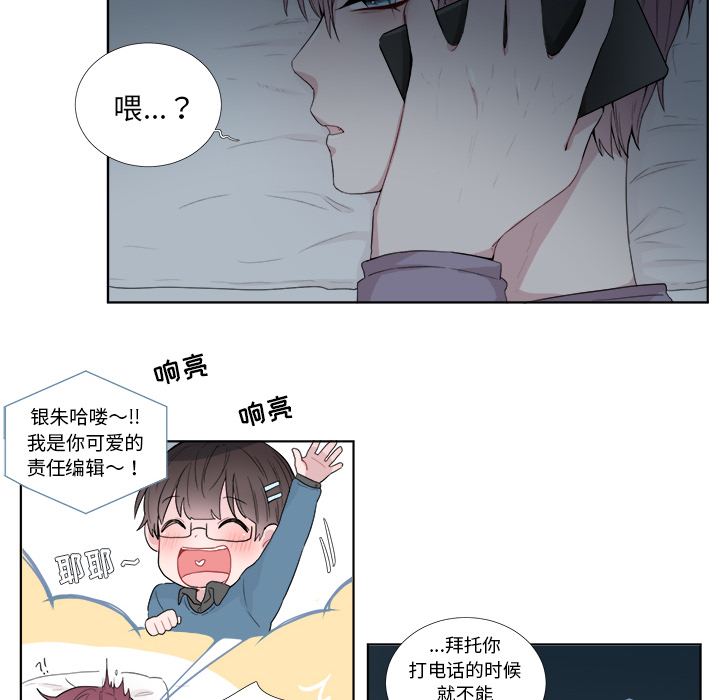 喂...？
响亮
响亮
银朱哈喽～!!
我是你可爱的
责任编辑～！
耶耶～
?!
...拜托你
打电话的时候
就不能